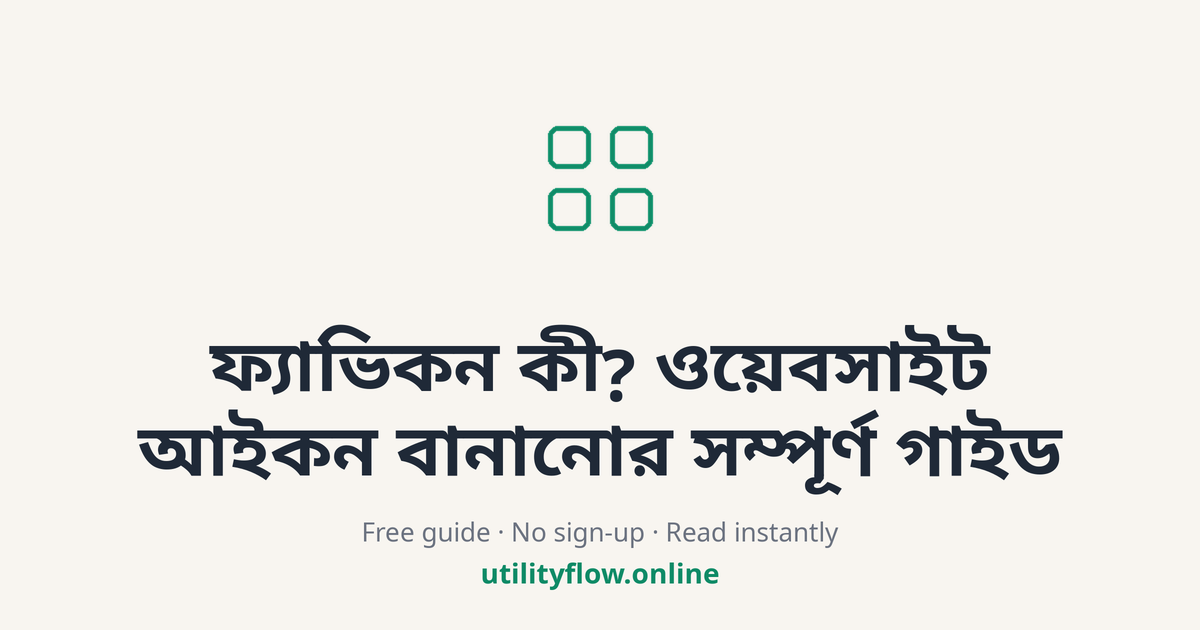 ফ্যাভিকন কী? ওয়েবসাইট
আইকন বানানোর সম্পূর্ণ গাইড
Free guide · No sign-up · Read instantly
utilityflow.online